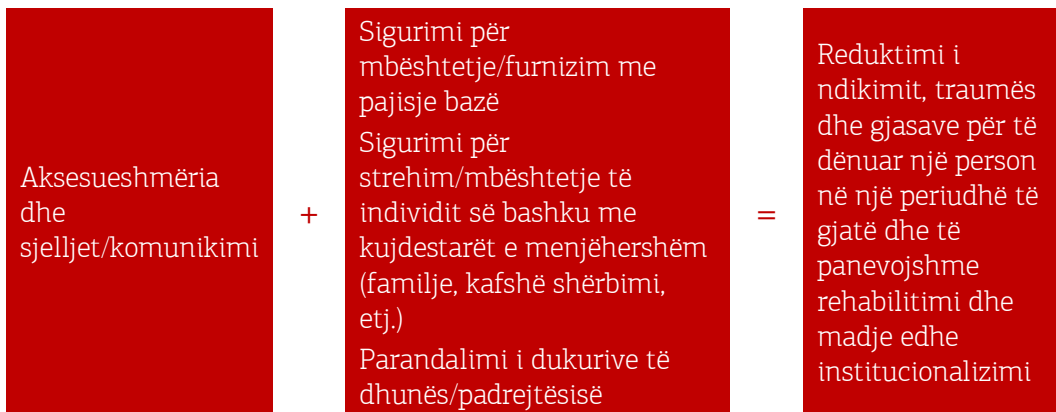 Aksesueshmëria
dhe
sjelljet/komunikimi
+
Sigurimi për
mbështetje/furnizim me
pajisje bazë
Sigurimi për
strehim/mbështetje të
individit së bashku me
kujdestarët e menjëhershëm
(familje, kafshë shërbimi,
etj.)
Parandalimi i dukurive të
dhunës/padrejtësisë
=
Reduktimi i
ndikimit, traumës
dhe gjasave për të
dënuar një person
në një periudhë të
gjatë dhe të
panevojshme
rehabilitimi dhe
madje edhe
institucionalizimi